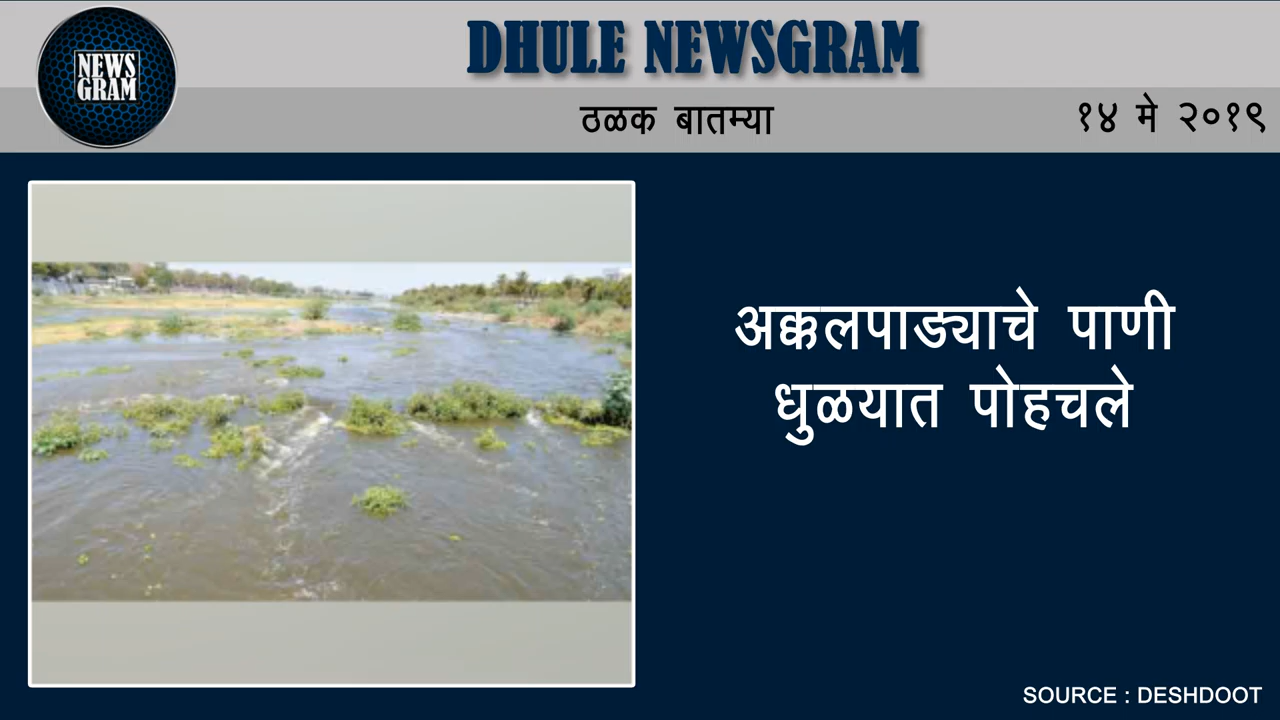 NEWS
GRAM
DHULE NEWSGRAM
ठळक बातम्या
१४ मे २०१९
अक्कलपाड्याचे पाणी
धुळयात पोहचले
SOURCE : DESHDOOT